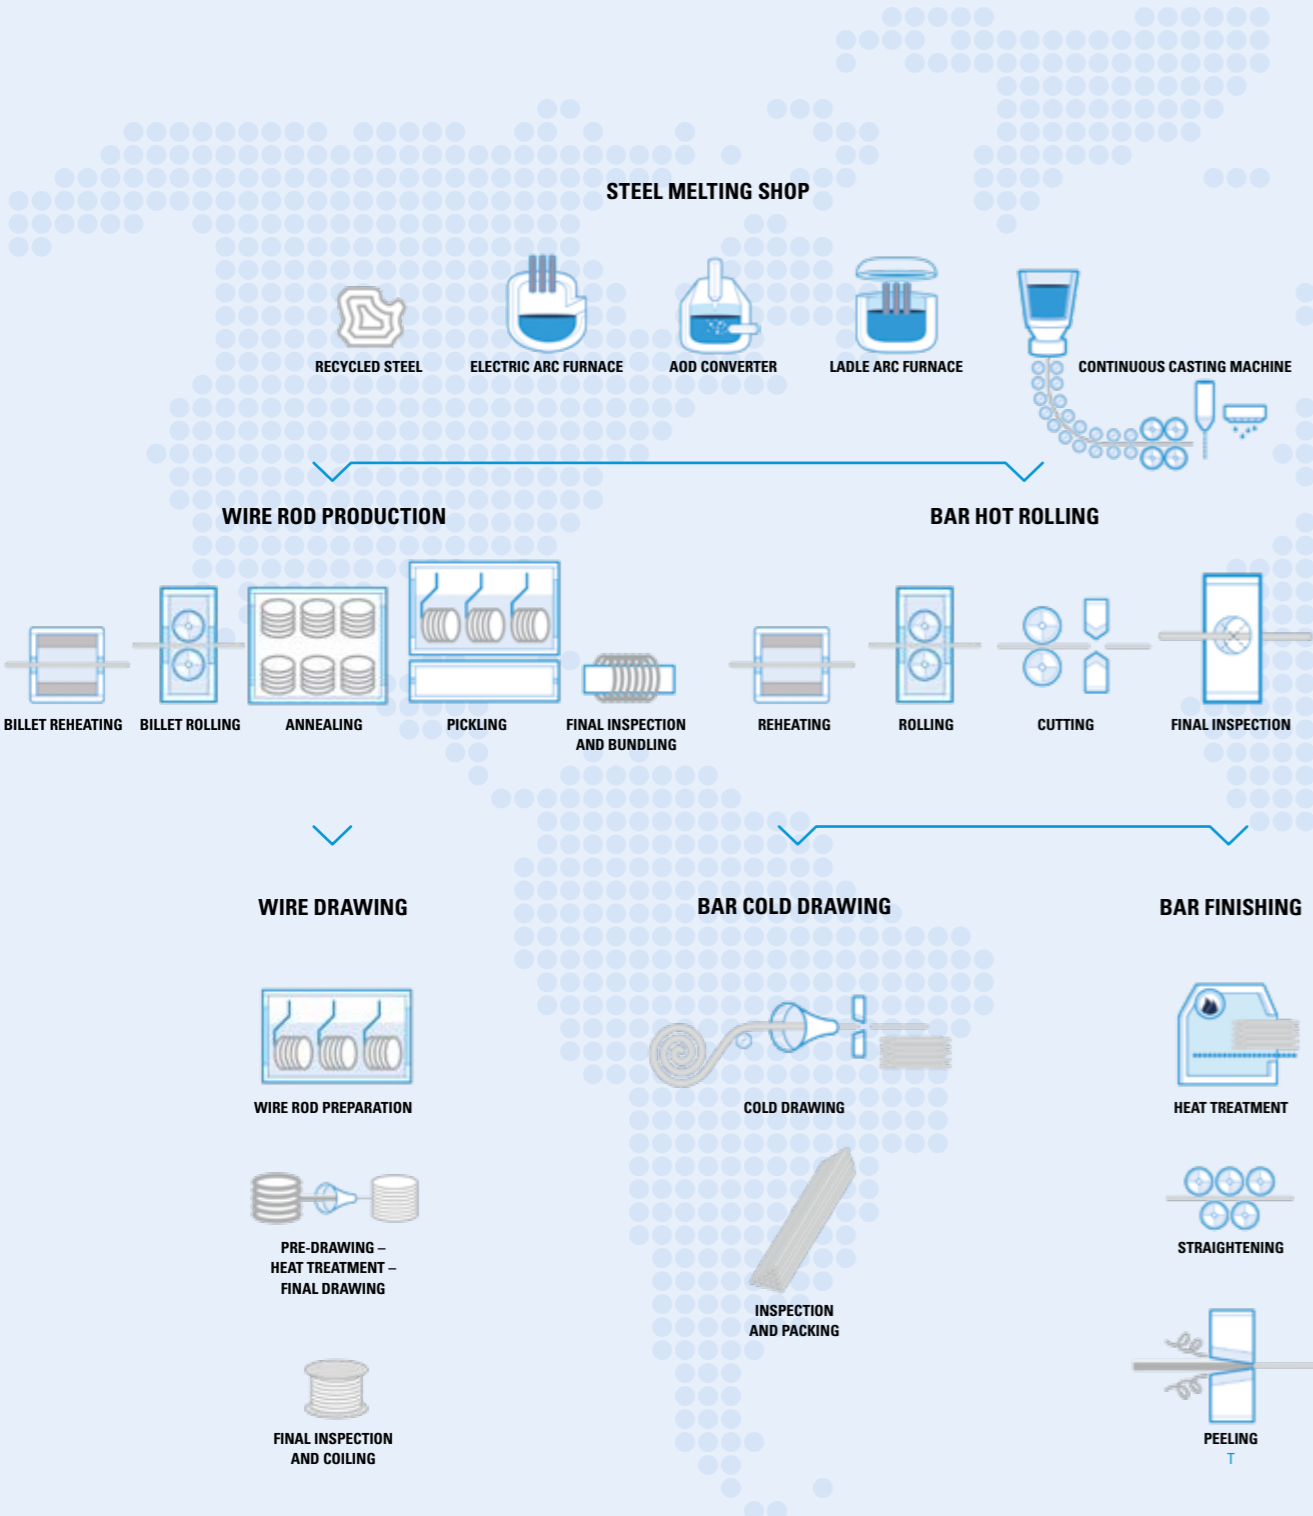 STEEL MELTING SHOP
RECYCLED STEEL
ELECTRIC ARC FURNACE
AOD CONVERTER
LADLE ARC FURNACE
CONTINUOUS CASTING MACHINE
WIRE ROD PRODUCTION
BAR HOT ROLLING
BILLET REHEATING
BILLET ROLLING
ANNEALING
PICKLING
FINAL INSPECTION
AND BUNDLING
REHEATING
ROLLING
CUTTING
FINAL INSPECTION
WIRE DRAWING
BAR COLD DRAWING
BAR FINISHING
WIRE ROD PREPARATION
COLD DRAWING
HEAT TREATMENT
PRE-DRAWING –
HEAT TREATMENT –
FINAL DRAWING
STRAIGHTENING
INSPECTION
AND PACKING
FINAL INSPECTION
AND COILING
PEELING
T